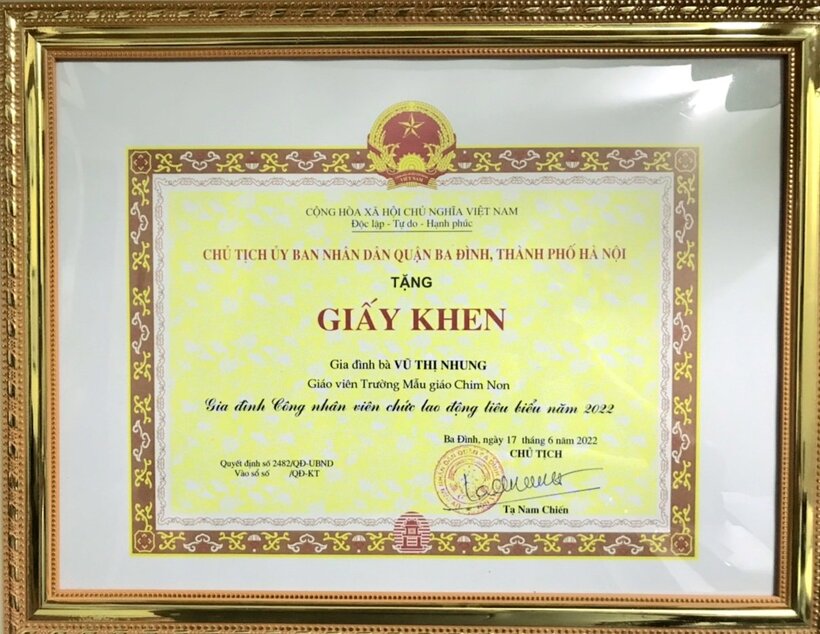 CỘNG HÒA XÃ HỘI CHỦ NGHĨA VIỆT NAM
Độc lập - Tự do - Hạnh phúc
CHỦ TỊCH ỦY BAN NHÂN DÂN QUẬN BA ĐÌNH, THÀNH PHỐ HÀ NỘI
TẶNG
GIẤY KHEN
Gia đình bà VŨ THỊ NHUNG
Giáo viên Trường Mẫu giáo Chim Non
Gia đình Công nhân viên chức lao động tiêu biểu năm 2022
Ba Đình, ngày 17 tháng 6 năm 2022
CHỦ TỊCH
Quyết định số 2482/QĐ-UBND
Vào sổ số /QĐ-KT
Tạ Nam Chiến